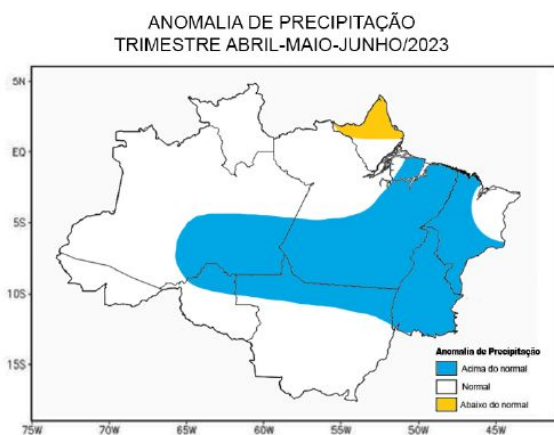 ANOMALIA DE PRECIPITAÇÃO
TRIMESTRE ABRIL-MAIO-JUNHO/2023
5N
EQ
5S
10S
15S
Anomalia de Precipitação
Acima do normal
Normal
Abaixo do normal
75W 70W 65W 60W 55W 50W 45W